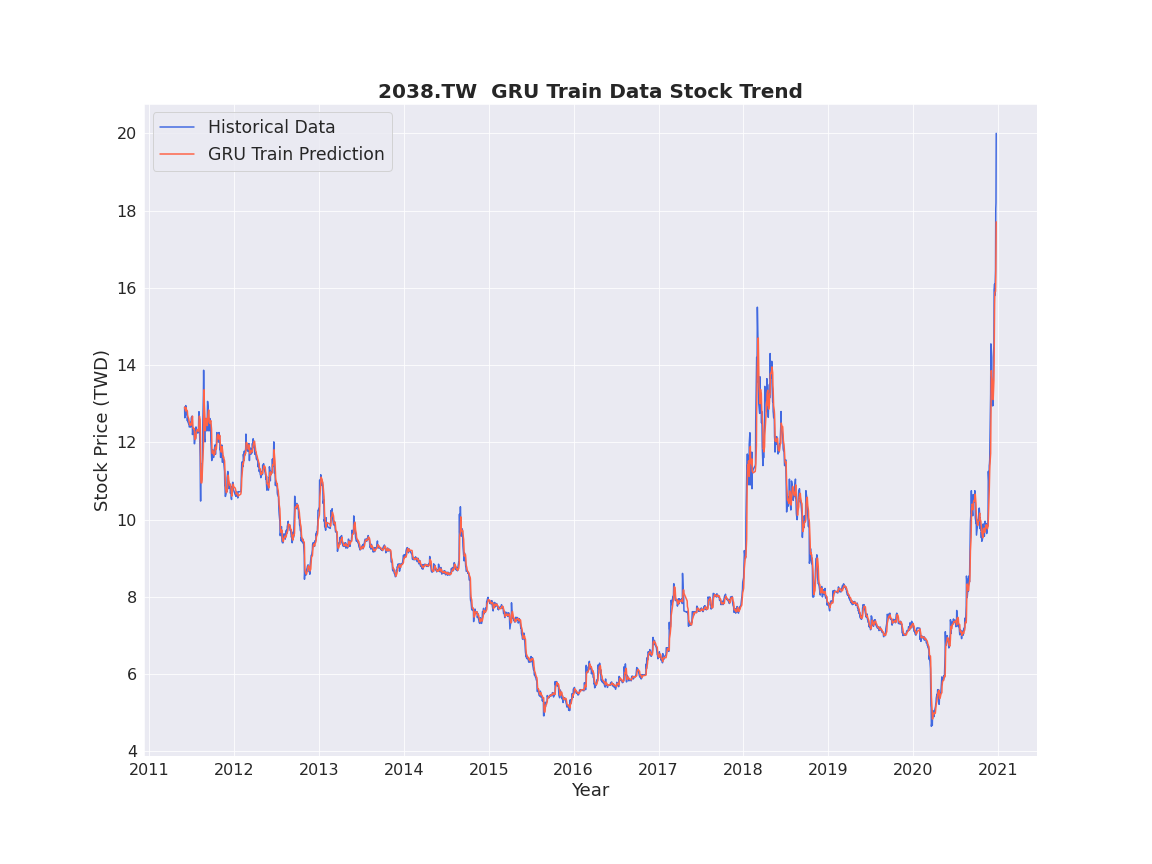 2038.TW  GRU Train Data Stock Trend
Historical Data
GRU Train Prediction
Stock Price (TWD)
20
18
16
14
12
10
8
6
4
2011 2012 2013 2014 2015 2016 2017 2018 2019 2020 2021
Year